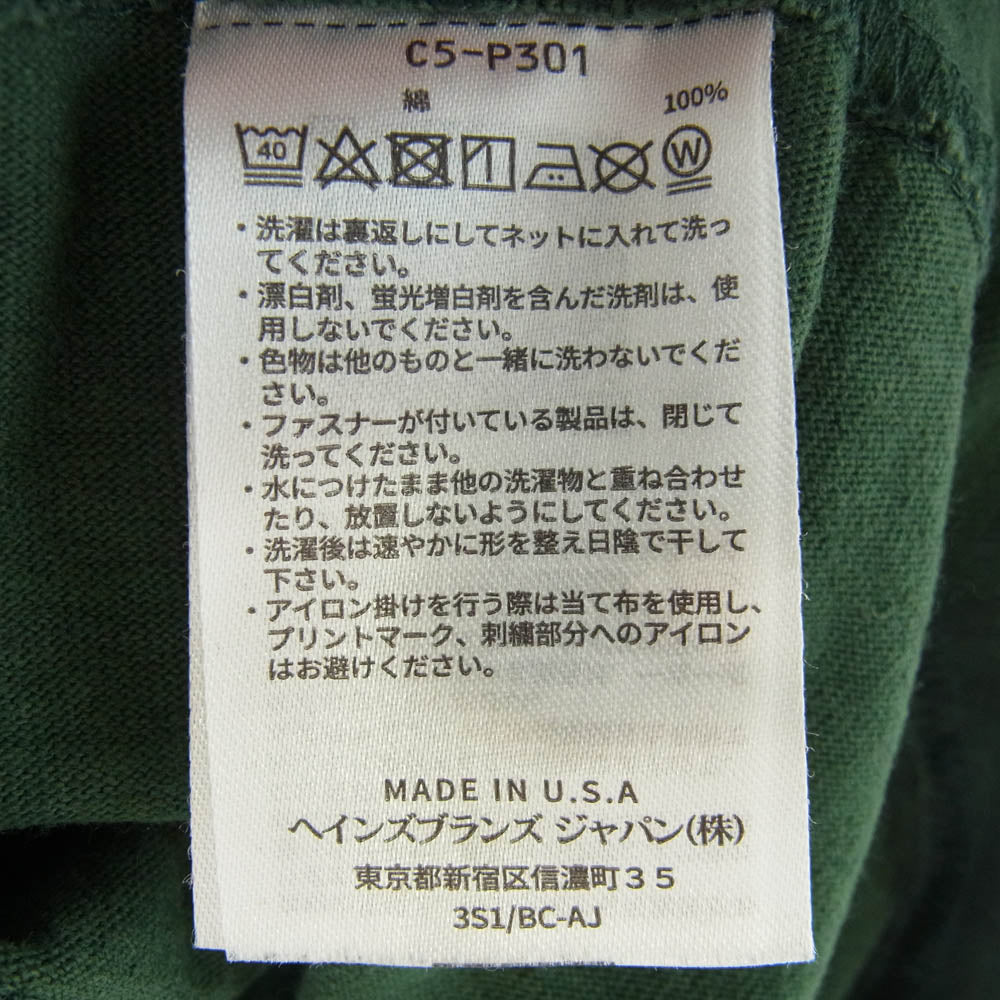 C5-P301
綿 100%
40 W
・洗濯は裏返しにしてネットに入れて洗っ
てください。
・漂白剤、蛍光増白剤を含んだ洗剤は、使
用しないでください。
・色物は他のものと一緒に洗わないでくだ
さい。
・ファスナーが付いている製品は、閉じて
洗ってください。
・水につけたまま他の洗濯物と重ね合わせ
たり、放置しないようにしてください。
・洗濯後は速やかに形を整え日陰で干して
下さい。
・アイロン掛けを行う際は当て布を使用し、
プリントマーク、刺繍部分へのアイロン
はお避けください。
MADE IN U.S.A
ヘインズブランズ ジャパン(株)
東京都新宿区信濃町35
3S1/BC-AJ